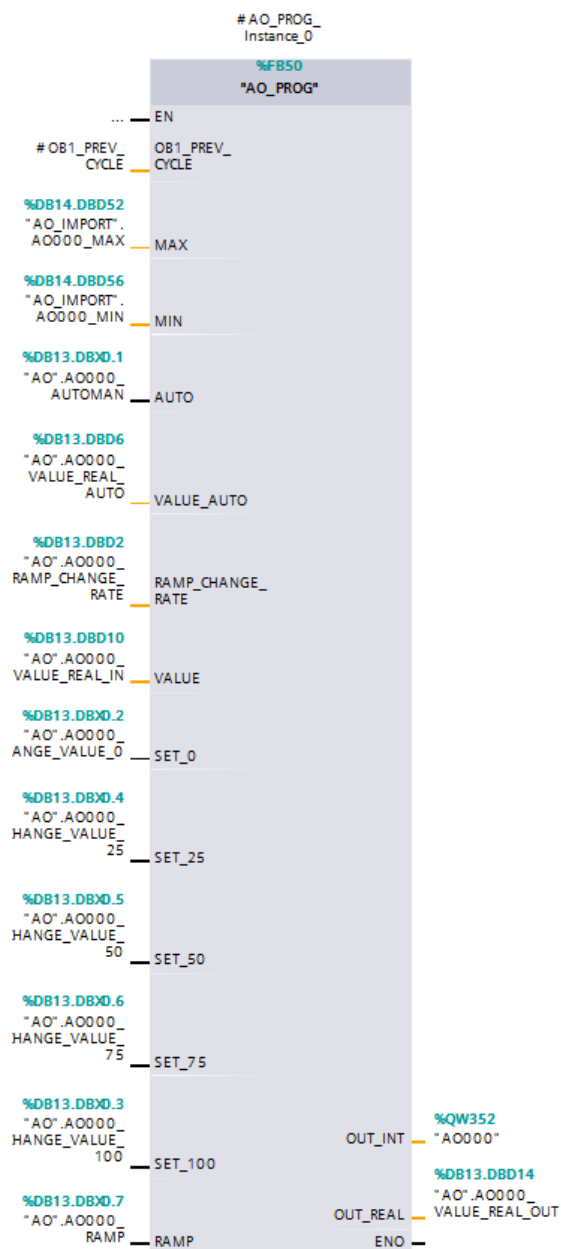 # AO_PROG_
Instance_0
%FB50
"AO_PROG"
... EN
# OB1_PREV_
CYCLE
OB1_PREV_
CYCLE
%DB14.DBD52
"AO_IMPORT".
AO000_MAX
MAX
%DB14.DBD56
"AO_IMPORT".
AO000_MIN
MIN
%DB13.DBX0.1
"AO".AO000_
AUTOMAN
AUTO
%DB13.DBD6
"AO".AO000_
VALUE_REAL_
AUTO
VALUE_AUTO
%DB13.DBD2
"AO".AO000_
RAMP_CHANGE_
RATE
RAMP_CHANGE_
RATE
%DB13.DBD10
"AO".AO000_
VALUE_REAL_IN
VALUE
%DB13.DBX0.2
"AO".AO000_
ANGE_VALUE_0
SET_0
%DB13.DBX0.4
"AO".AO000_
HANGE_VALUE_
25
SET_25
%DB13.DBX0.5
"AO".AO000_
HANGE_VALUE_
50
SET_50
%DB13.DBX0.6
"AO".AO000_
HANGE_VALUE_
75
SET_75
%DB13.DBX0.3
"AO".AO000_
HANGE_VALUE_
100
SET_100
%DB13.DBX0.7
"AO".AO000_
RAMP
RAMP
%QW352
OUT_INT
"AO000"
%DB13.DBD14
"AO".AO000_
VALUE_REAL_OUT
OUT_REAL
ENO